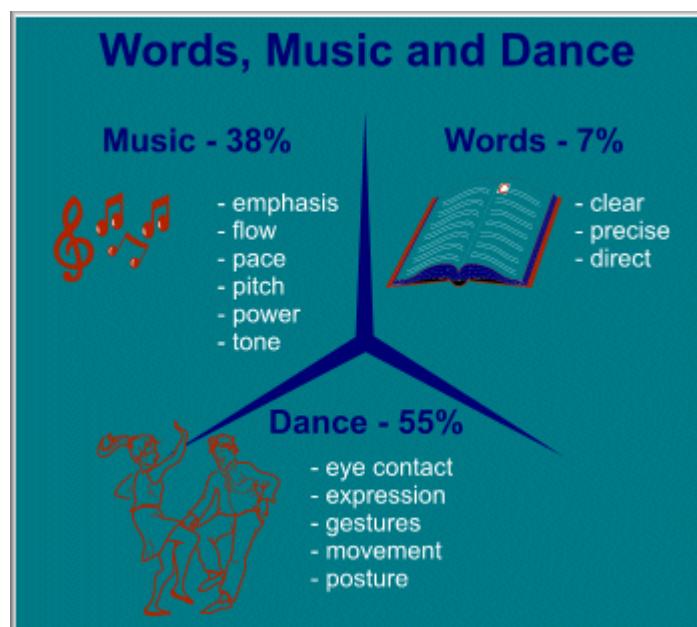 Words, Music and Dance
Music - 38%
- emphasis
- flow
- pace
- pitch
- power
- tone
Words - 7%
- clear
- precise
- direct
Dance - 55%
- eye contact
- expression
- gestures
- movement
- posture